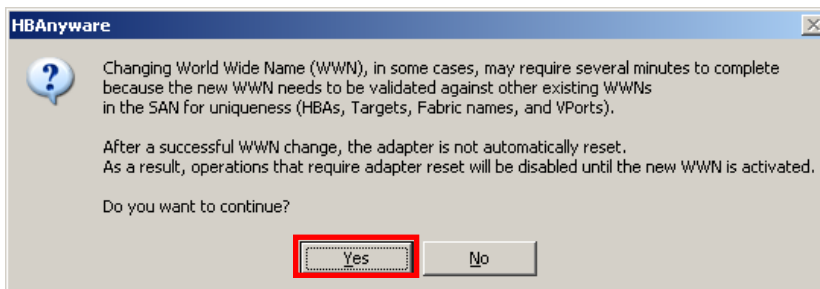 HBAnyware
Changing World Wide Name (WWN), in some cases, may require several minutes to complete
because the new WWN needs to be validated against other existing WWNs
in the SAN for uniqueness (HBAs, Targets, Fabric names, and VPorts).
After a successful WWN change, the adapter is not automatically reset.
As a result, operations that require adapter reset will be disabled until the new WWN is activated.
Do you want to continue?
Yes
No